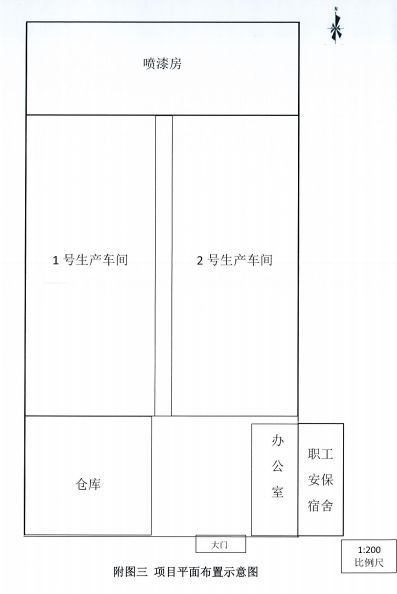 N
喷漆房
1 号生产车间
2 号生产车间
仓库
办
公
室
职工
安保
宿舍
大门
1:200
比例尺
附图三 项目平面布置示意图